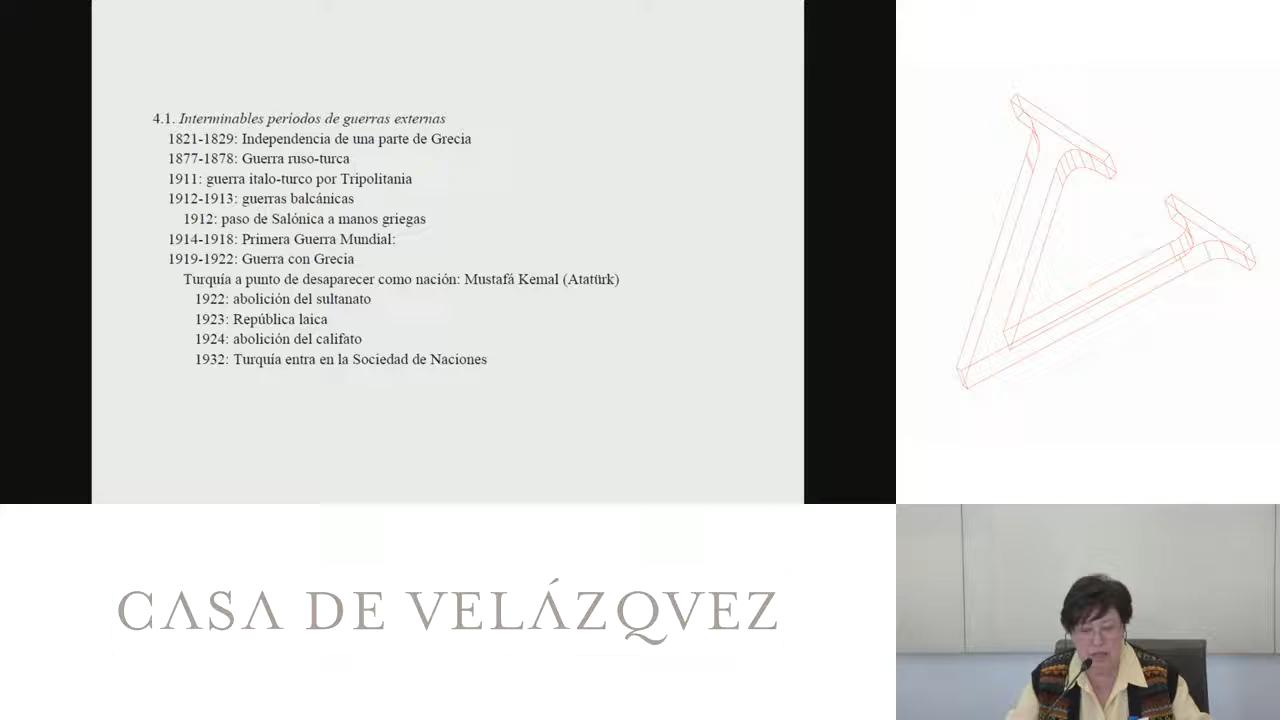 4.1. Interminables periodos de guerras externas
1821-1829: Independencia de una parte de Grecia
1877-1878: Guerra ruso-turca
1911: guerra italo-turco por Tripolitania
1912-1913: guerras balcánicas
1912: paso de Salónica a manos griegas
1914-1918: Primera Guerra Mundial:
1919-1922: Guerra con Grecia
Turquía a punto de desaparecer como nación: Mustafá Kemal (Atatürk)
1922: abolición del sultanato
1923: República laica
1924: abolición del califato
1932: Turquía entra en la Sociedad de Naciones
CASA DE VELÁZQVEZ